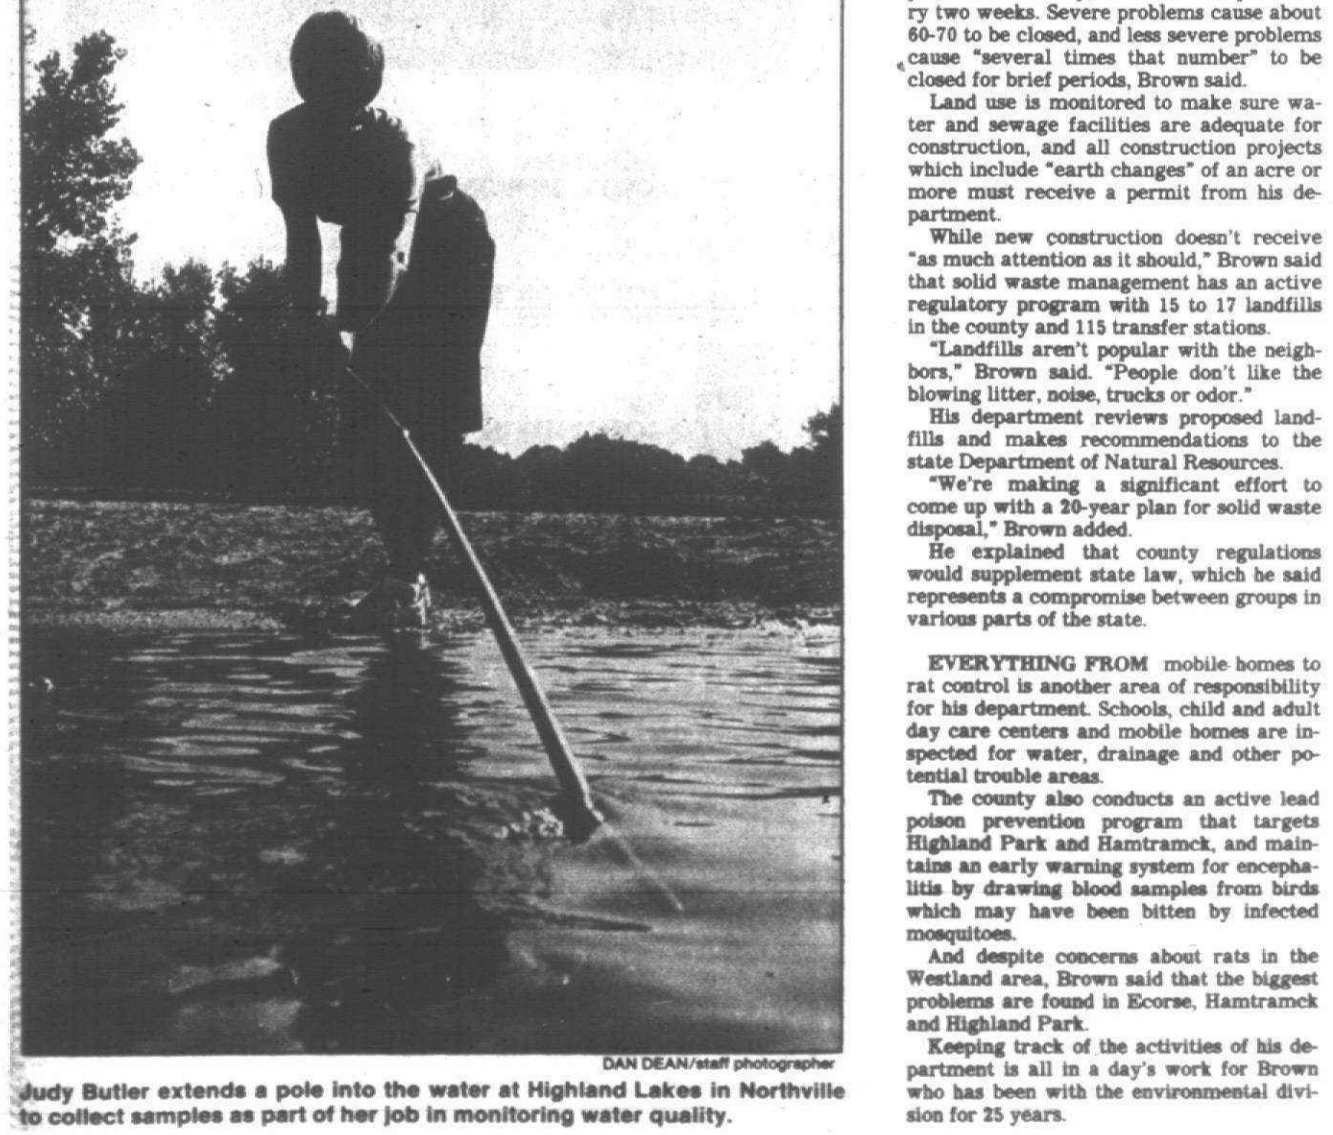 DAN DEAN/staff photographer
Judy Butler extends a pole into the water at Highland Lakes in Northville
to collect samples as part of her job in monitoring water quality.
ry two weeks. Severe problems cause about
60-70 to be closed, and less severe problems
cause "several times that number" to be
closed for brief periods, Brown said.
Land use is monitored to make sure wa-
ter and sewage facilities are adequate for
construction, and all construction projects
which include "earth changes" of an acre or
more must receive a permit from his de-
partment.
While new construction doesn't receive
"as much attention as it should," Brown said
that solid waste management has an active
regulatory program with 15 to 17 landfills
in the county and 115 transfer stations.
"Landfills aren't popular with the neigh-
bors," Brown said. "People don't like the
blowing litter, noise, trucks or odor."
His department reviews proposed land-
fills and makes recommendations to the
state Department of Natural Resources.
"We're making a significant effort to
come up with a 20-year plan for solid waste
disposal," Brown added.
He explained that county regulations
would supplement state law, which he said
represents a compromise between groups in
various parts of the state.
EVERYTHING FROM mobile homes to
rat control is another area of responsibility
for his department. Schools, child and adult
day care centers and mobile homes are in-
spected for water, drainage and other po-
tential trouble areas.
The county also conducts an active lead
poison prevention program that targets
Highland Park and Hamtramck, and main-
tains an early warning system for encepha-
litis by drawing blood samples from birds
which may have been bitten by infected
mosquitoes.
And despite concerns about rats in the
Westland area, Brown said that the biggest
problems are found in Ecorse, Hamtramck
and Highland Park.
Keeping track of the activities of his de-
partment is all in a day's work for Brown
who has been with the environmental divi-
sion for 25 years.